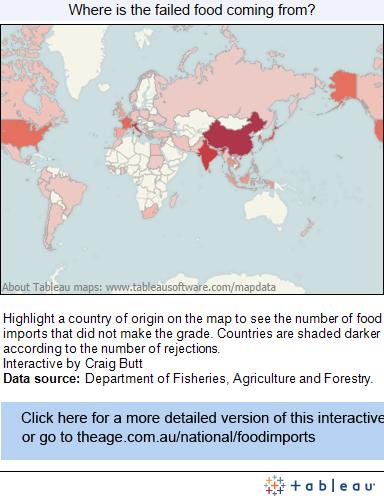 Where is the failed food coming from?
About Tableau maps: www.tableausoftware.com/mapdata
Highlight a country of origin on the map to see the number of food
imports that did not make the grade. Countries are shaded darker
according to the number of rejections.
Interactive by Craig Butt
Data source: Department of Fisheries, Agriculture and Forestry.
Click here for a more detailed version of this interactive
or go to theage.com.au/national/foodimports
tableau